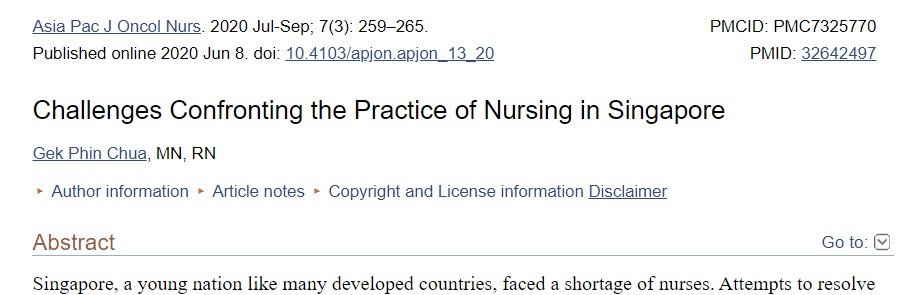 Asia Pac J Oncol Nurs. 2020 Jul-Sep; 7(3): 259–265. PMCID: PMC7325770
Published online 2020 Jun 8. doi: 10.4103/apjon.apjon_13_20 PMID: 32642497
Challenges Confronting the Practice of Nursing in Singapore
Gek Phin Chua, MN, RN
▸ Author information ▸ Article notes ▸ Copyright and License information Disclaimer
Abstract Go to:
Singapore, a young nation like many developed countries, faced a shortage of nurses. Attempts to resolve